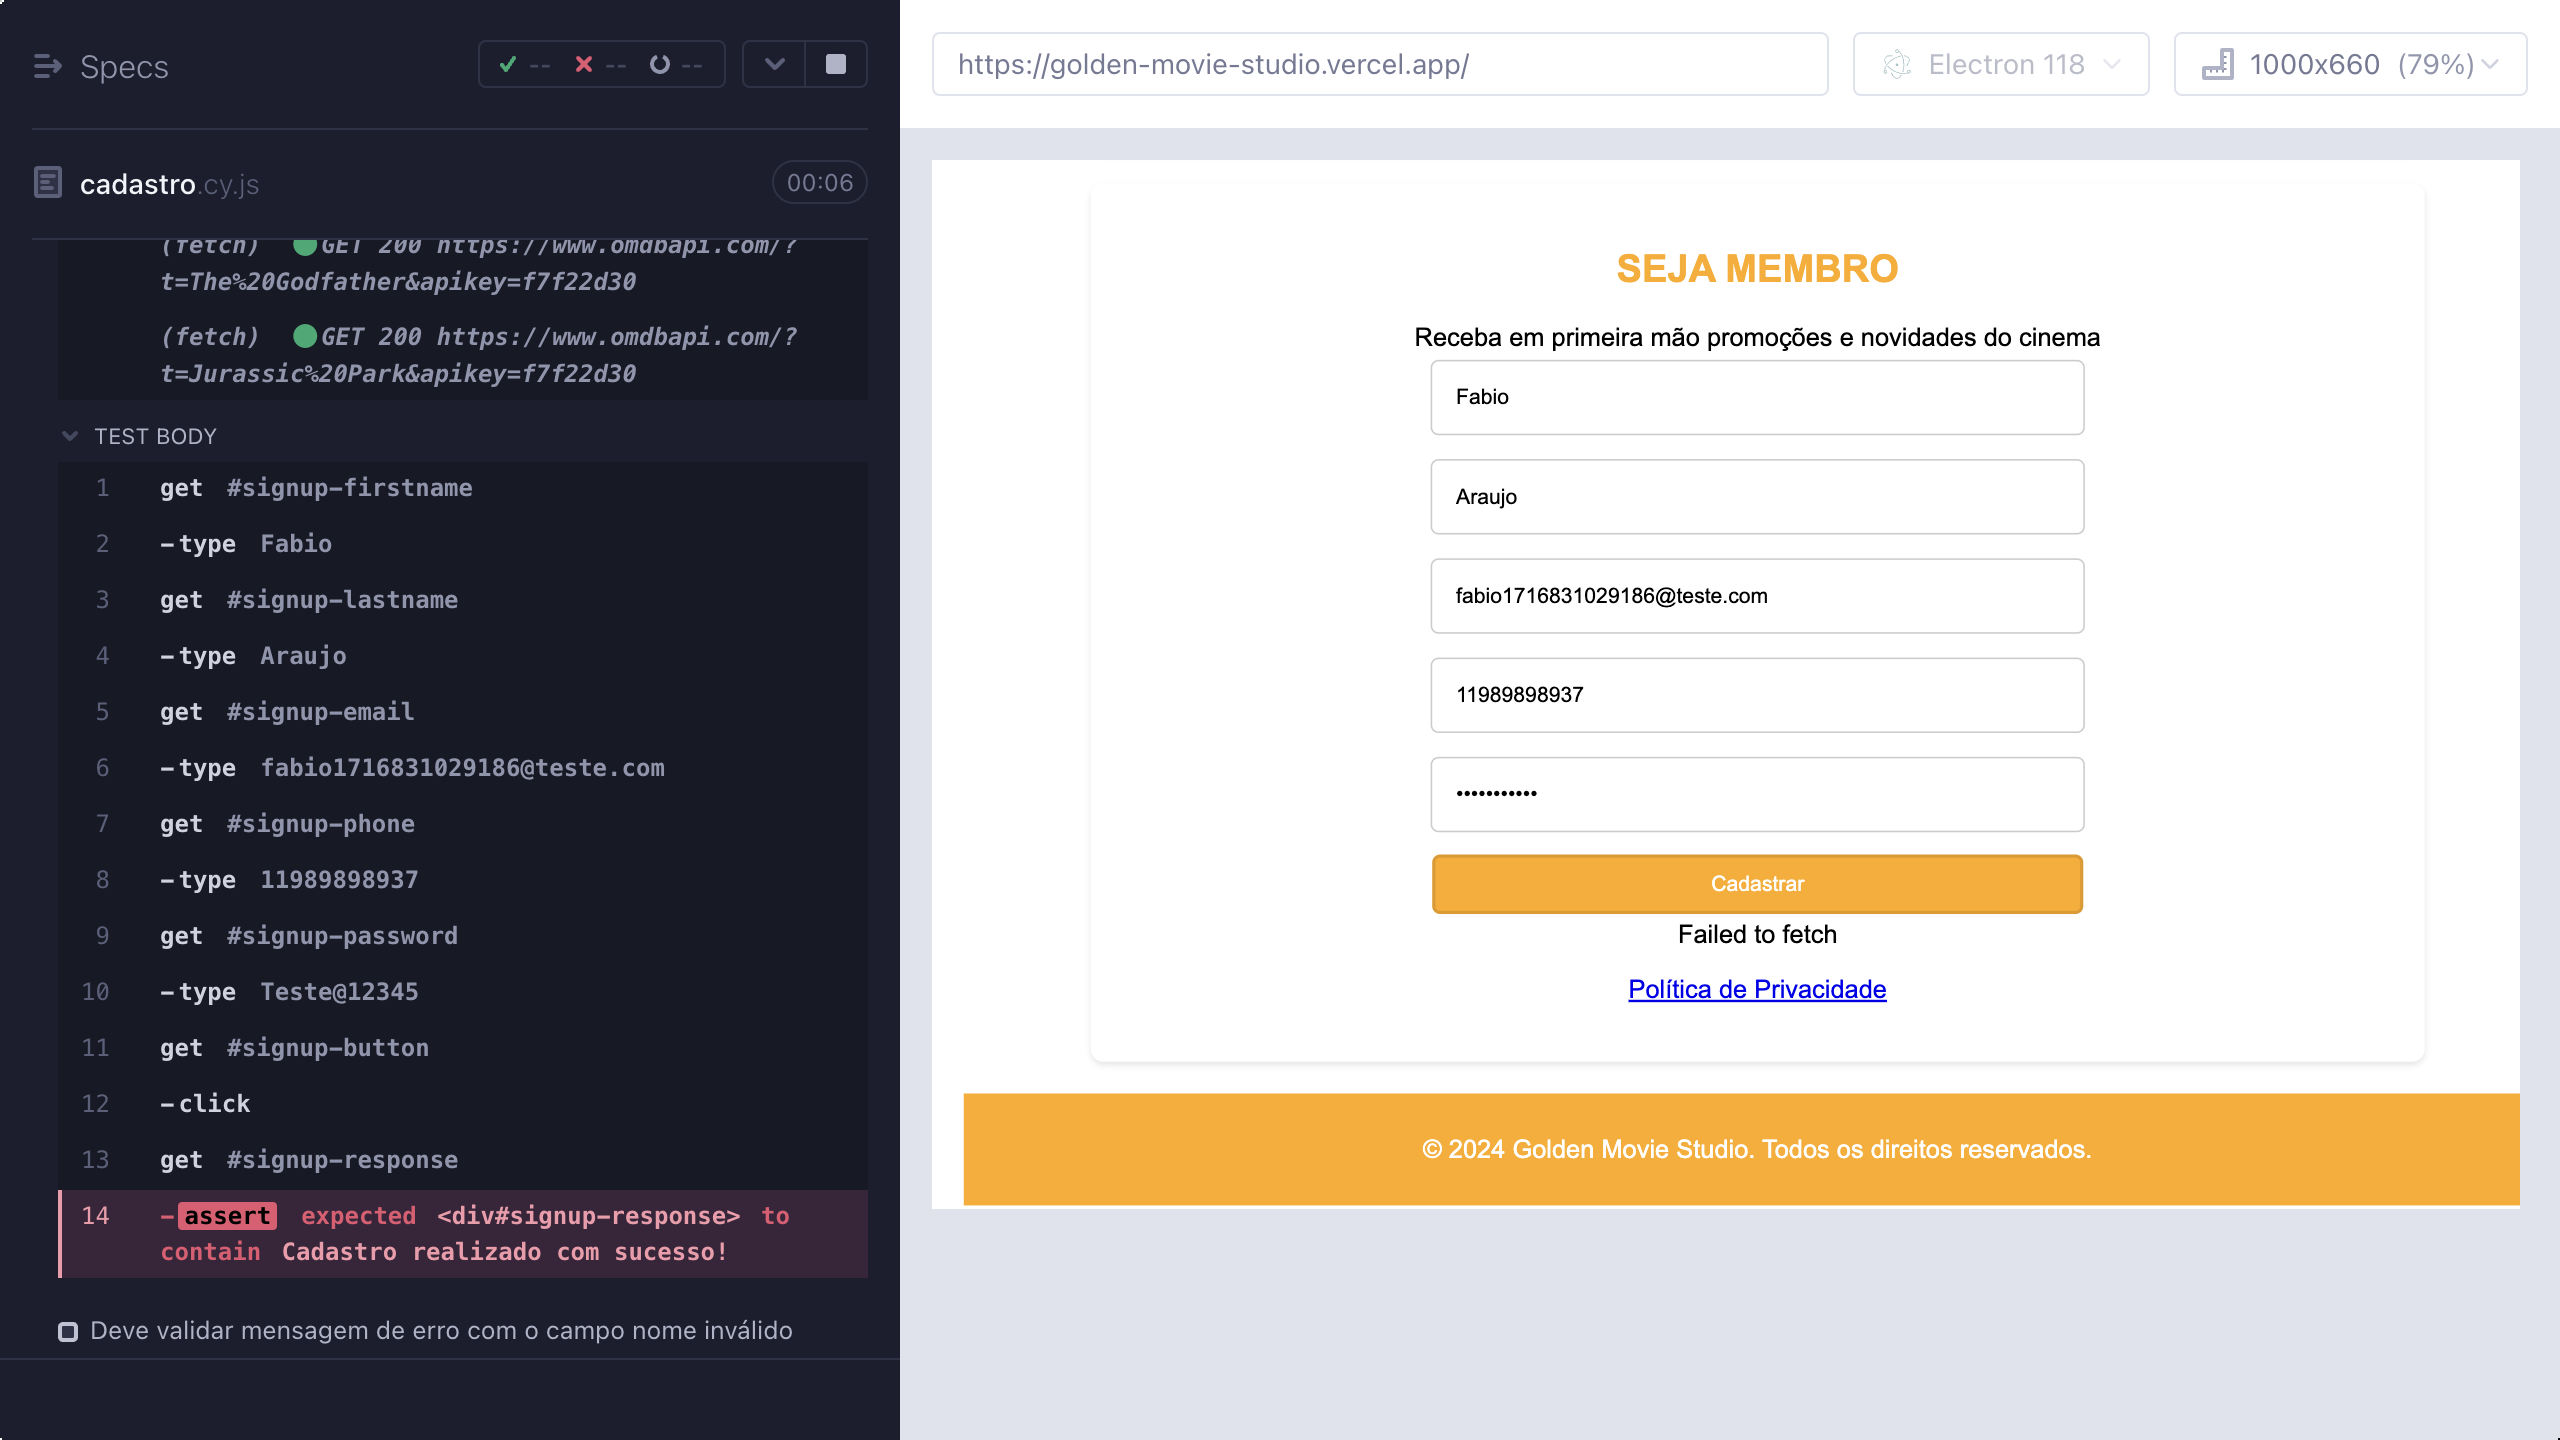 Specs
--
--
--
cadastro.cy.js
00:06
(fetch) GET 200 https://www.omdbapi.com/?
t=The%20Godfather&apikey=f7f22d30
(fetch) GET 200 https://www.omdbapi.com/?
t=Jurassic%20Park&apikey=f7f22d30
TEST BODY
1 get #signup-firstname
2 -type Fabio
3 get #signup-lastname
4 -type Araujo
5 get #signup-email
6 -type fabio1716831029186@teste.com
7 get #signup-phone
8 -type 11989898937
9 get #signup-password
10 -type Teste@12345
11 get #signup-button
12 -click
13 get #signup-response
14 -assert expected <div#signup-response> to
contain Cadastro realizado com sucesso!
Deve validar mensagem de erro com o campo nome inválido
https://golden-movie-studio.vercel.app/
Electron 118
1000x660 (79%)
SEJA MEMBRO
Receba em primeira mão promoções e novidades do cinema
Fabio
Araujo
fabio1716831029186@teste.com
11989898937
•••••••••••
Cadastrar
Failed to fetch
Política de Privacidade
© 2024 Golden Movie Studio. Todos os direitos reservados.